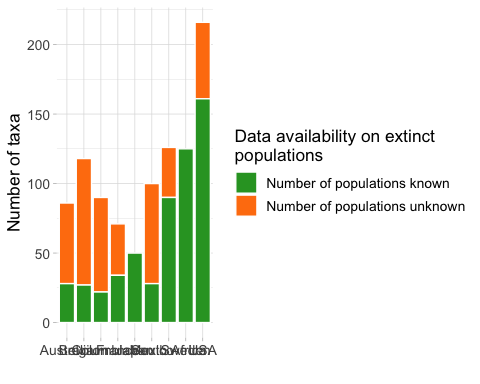 Number of taxa
200
150
100
50
0
Data availability on extinct
populations
Number of populations known
Number of populations unknown